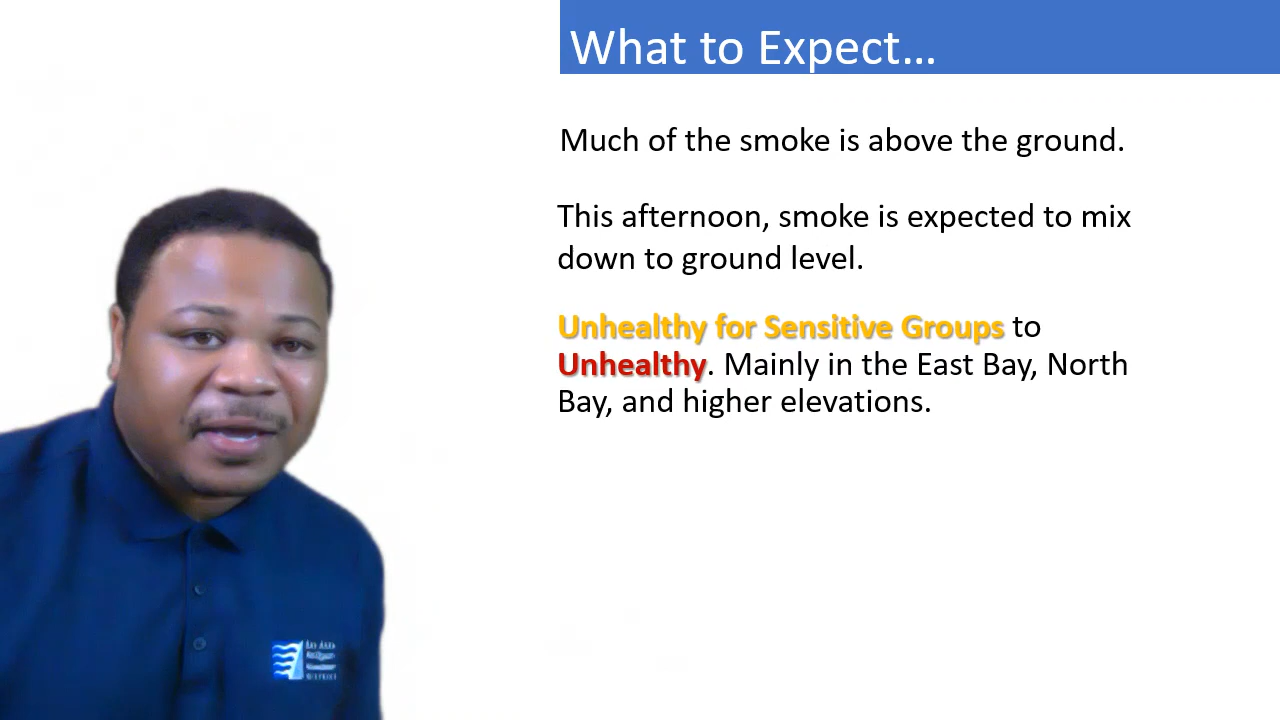 What to Expect...
Much of the smoke is above the ground.
This afternoon, smoke is expected to mix
down to ground level.
Unhealthy for Sensitive Groups to
Unhealthy. Mainly in the East Bay, North
Bay, and higher elevations.